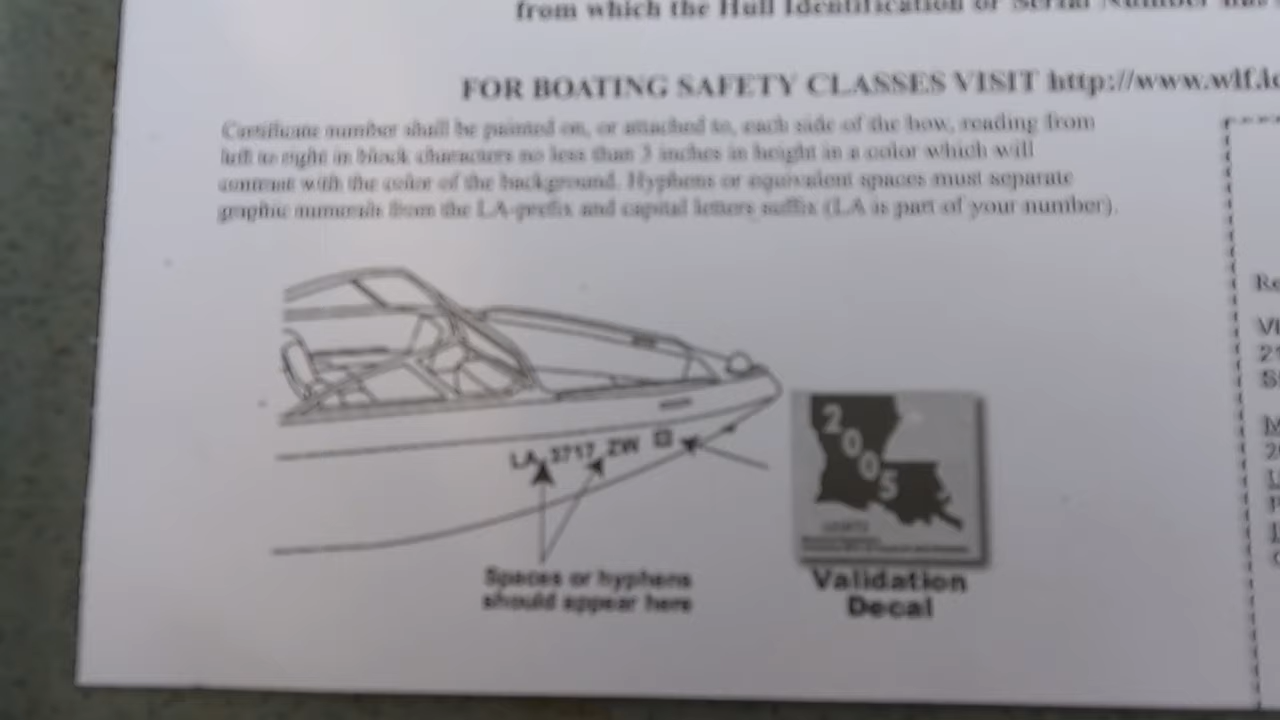 from which the Hull Identification or Serial Number has
FOR BOATING SAFETY CLASSES VISIT http://www.wlf.lo
Certificate number shall be painted on, or attached to, each side of the bow, reading from
left to right in block characters no less than 3 inches in height in a color which will
contrast with the color of the background. Hyphens or equivalent spaces must separate
graphic numerals from the LA-prefix and capital letters suffix (LA is part of your number).
LA 3717 ZW
2005
Spaces or hyphens
should appear here
Validation
Decal
Re
VI